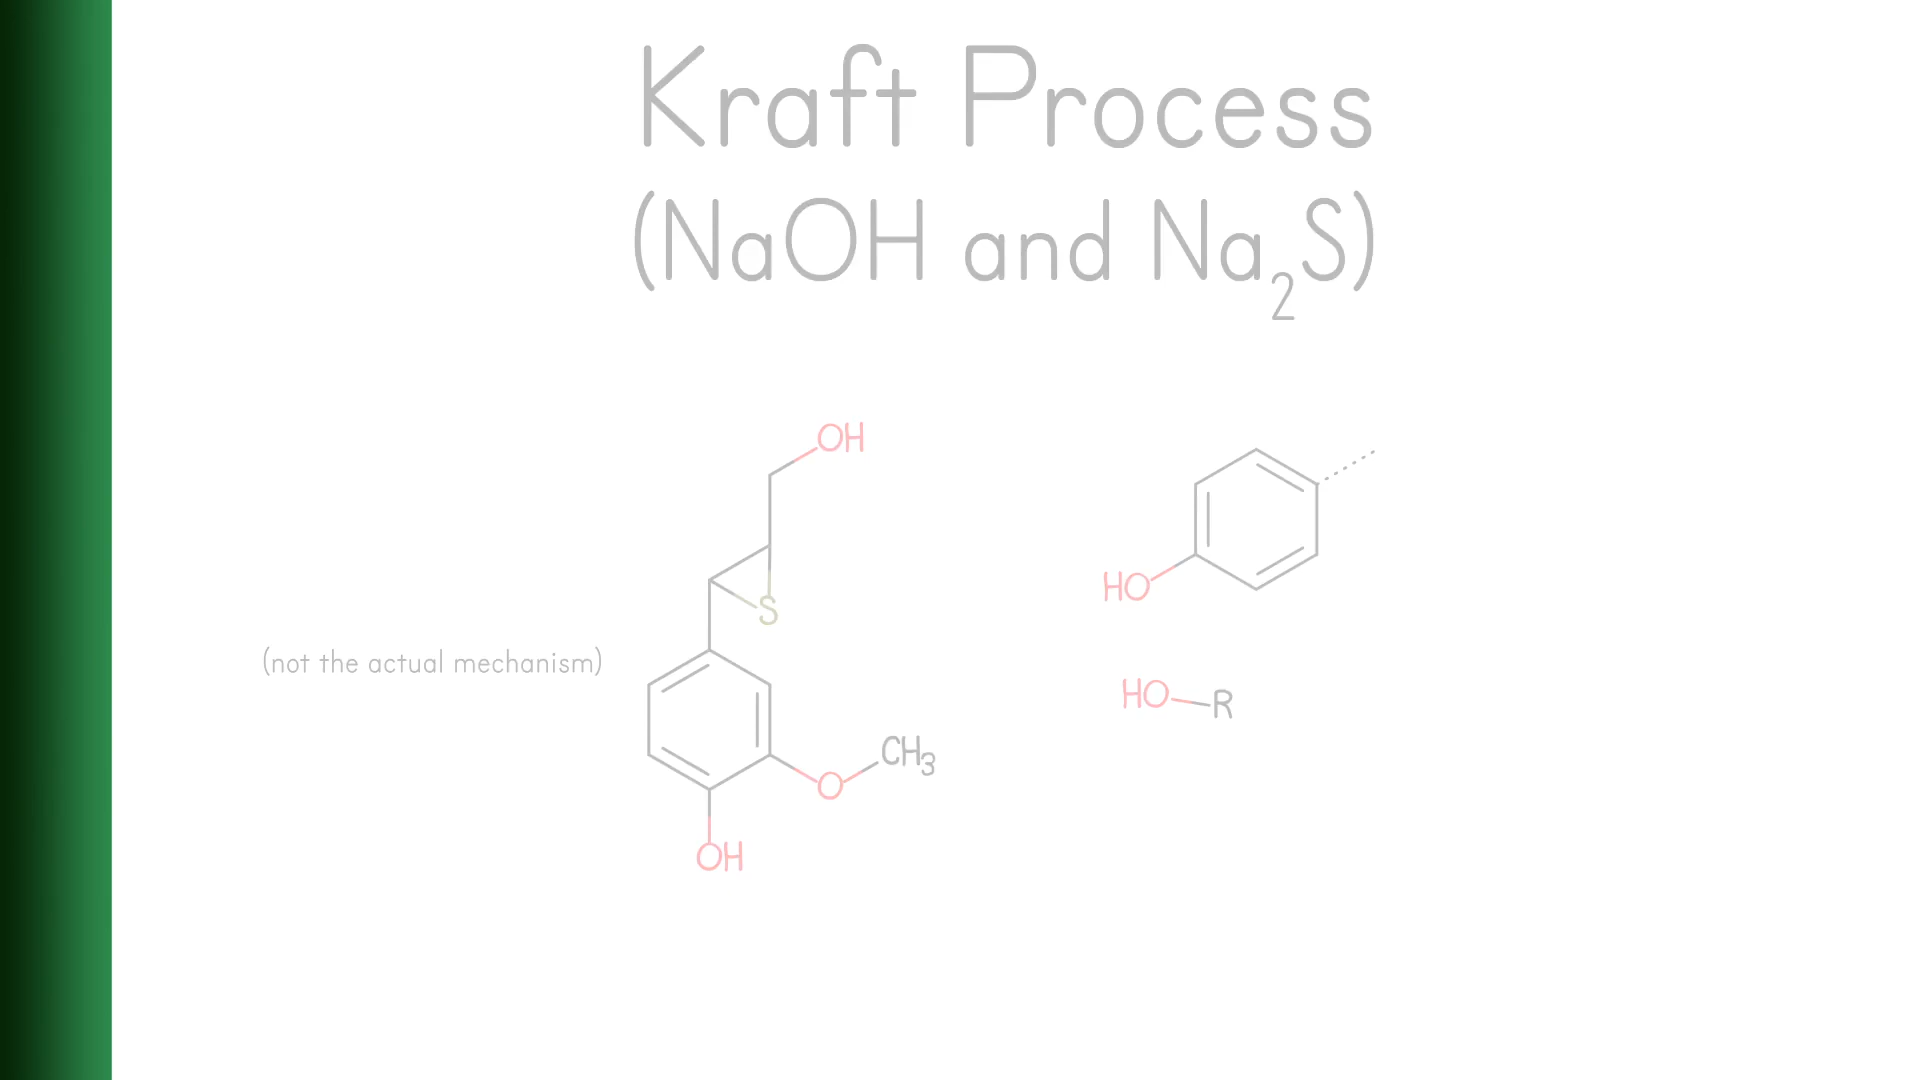 Kraft Process
(NaOH and Na₂S)
OH
S
(not the actual mechanism)
O
CH₃
OH
HO
HO
R